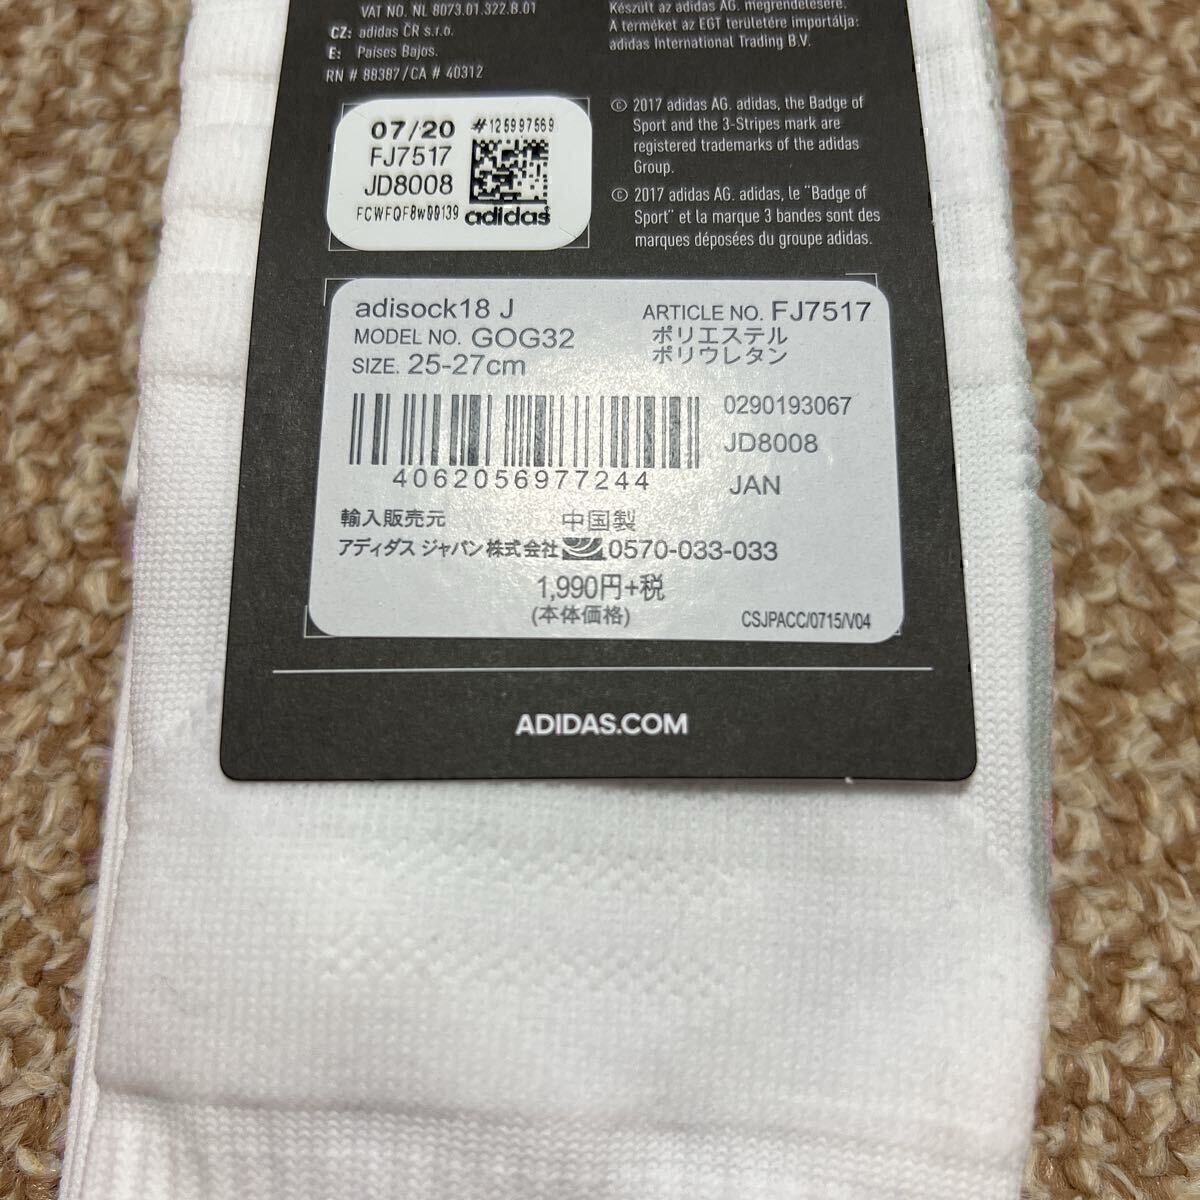 VAT NO. NL 8073.01.322.B.01
CZ: adidas ČR s.r.o.
E: Países Bajos.
RN # 88387/CA # 40312
Készült az adidas AG. megrendelésére.
A terméket az EGT területére importálja:
adidas International Trading B.V.
07/20 #125997569
FJ7517
JD8008
FCWFQF8w00139 adidas
© 2017 adidas AG. adidas, the Badge of
Sport and the 3-Stripes mark are
registered trademarks of the adidas
Group.
© 2017 adidas AG. adidas, le "Badge of
Sport" et la marque 3 bandes sont des
marques déposées du groupe adidas.
adisock18 J ARTICLE NO. FJ7517
MODEL NO. GOG32 ポリエステル
SIZE. 25-27cm ポリウレタン
0290193067
JD8008
4062056977244 JAN
輸入販売元 中国製
アディダス ジャパン株式会社 0570-033-033
1,990円+税
(本体価格) CSJPACC/0715/V04
ADIDAS.COM